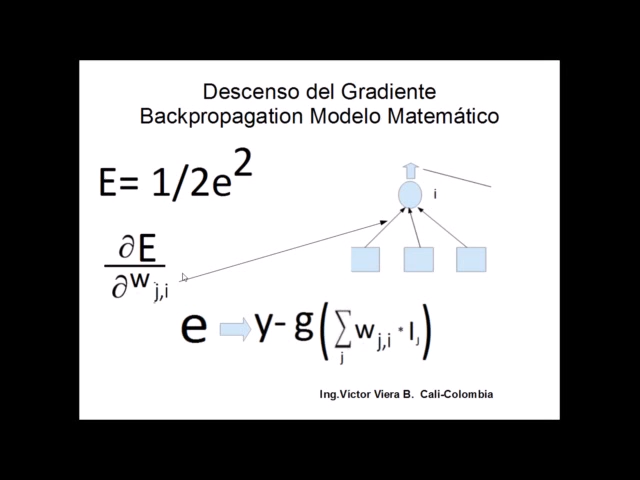 Descenso del Gradiente
Backpropagation Modelo Matemático
E= 1/2e²
i
∂E
∂w j,i
e y- g(∑ j w j,i * I j)
Ing.Victor Viera B. Cali-Colombia